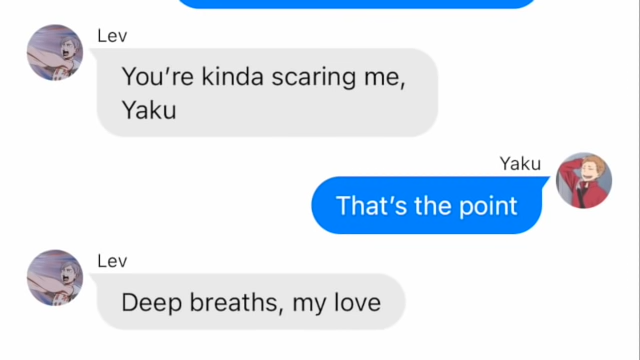 Lev
You’re kinda scaring me,
Yaku
Yaku
That’s the point
Lev
Deep breaths, my love